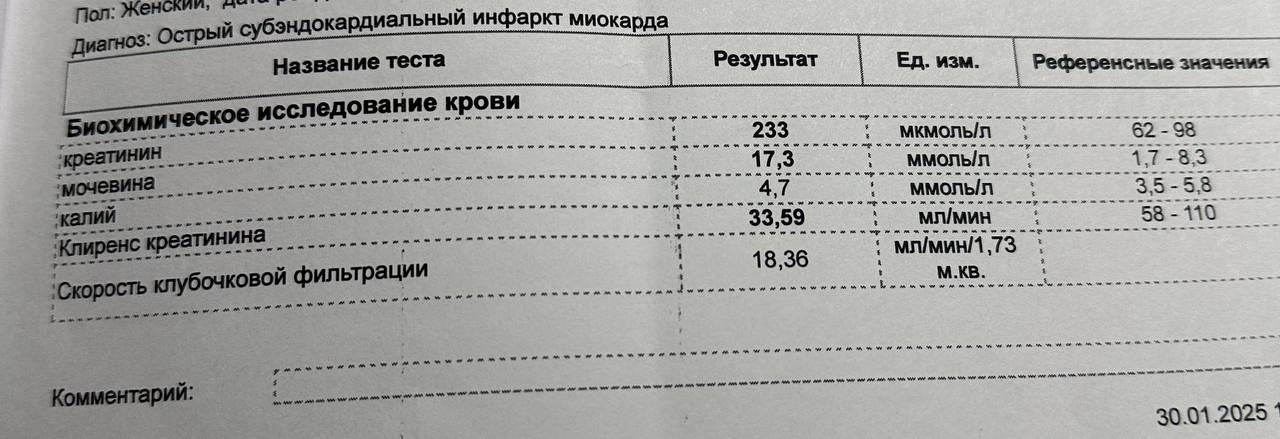 Пол: Женский,
Диагноз: Острый субэндокардиальный инфаркт миокарда
Название теста Результат Ед. изм. Референсные значения
Биохимическое исследование крови
креатинин 233 мкмоль/л 62 - 98
мочевина 17,3 ммоль/л 1,7 - 8,3
калий 4,7 ммоль/л 3,5 - 5,8
Клиренс креатинина 33,59 мл/мин 58 - 110
Скорость клубочковой фильтрации 18,36 мл/мин/1,73
м.кв.
Комментарий:
30.01.2025